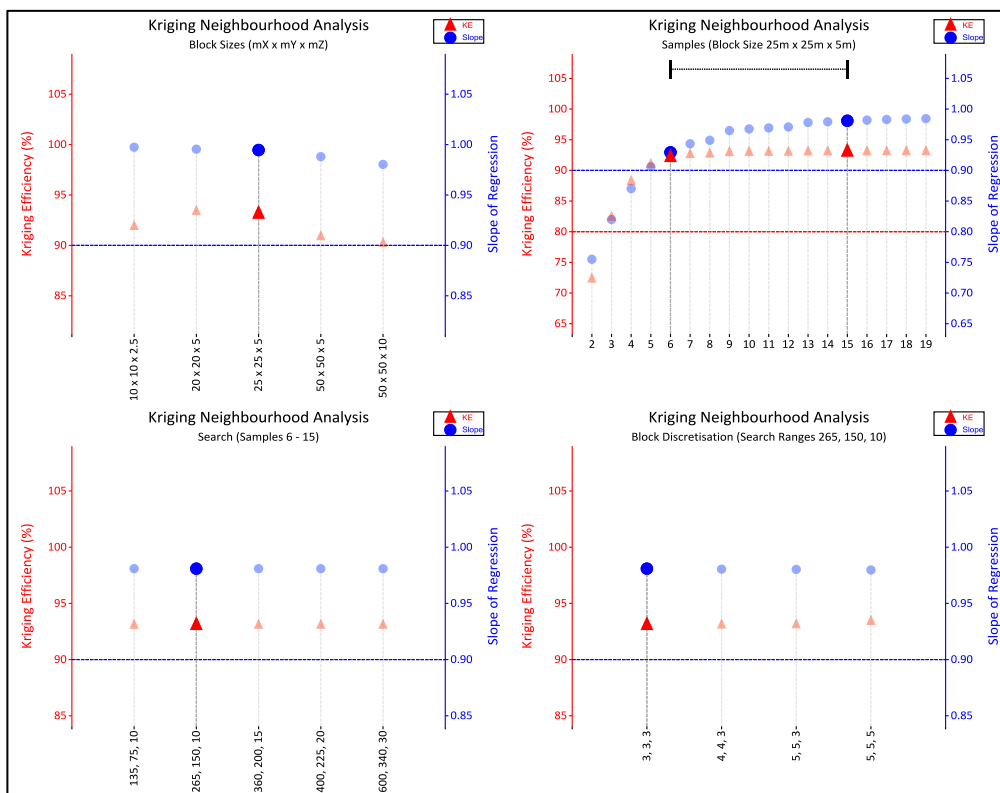 Kriging Neighbourhood Analysis
Block Sizes (mX x mY x mZ)
KE
Slope
Kriging Efficiency (%)
105
100
95
90
85
Slope of Regression
1.05
1.00
0.95
0.90
0.85
10 x 10 x 2.5
20 x 20 x 5
25 x 25 x 5
50 x 50 x 5
50 x 50 x 10
Kriging Neighbourhood Analysis
Samples (Block Size 25m x 25m x 5m)
KE
Slope
Kriging Efficiency (%)
105
100
95
90
85
80
75
70
65
Slope of Regression
1.05
1.00
0.95
0.90
0.85
0.80
0.75
0.70
0.65
2 3 4 5 6 7 8 9 10 11 12 13 14 15 16 17 18 19
Kriging Neighbourhood Analysis
Search (Samples 6 - 15)
KE
Slope
Kriging Efficiency (%)
105
100
95
90
85
Slope of Regression
1.05
1.00
0.95
0.90
0.85
135, 75, 10
265, 150, 10
360, 200, 15
400, 225, 20
600, 340, 30
Kriging Neighbourhood Analysis
Block Discretisation (Search Ranges 265, 150, 10)
KE
Slope
Kriging Efficiency (%)
105
100
95
90
85
Slope of Regression
1.05
1.00
0.95
0.90
0.85
3, 3, 3
4, 4, 3
5, 5, 3
5, 5, 5